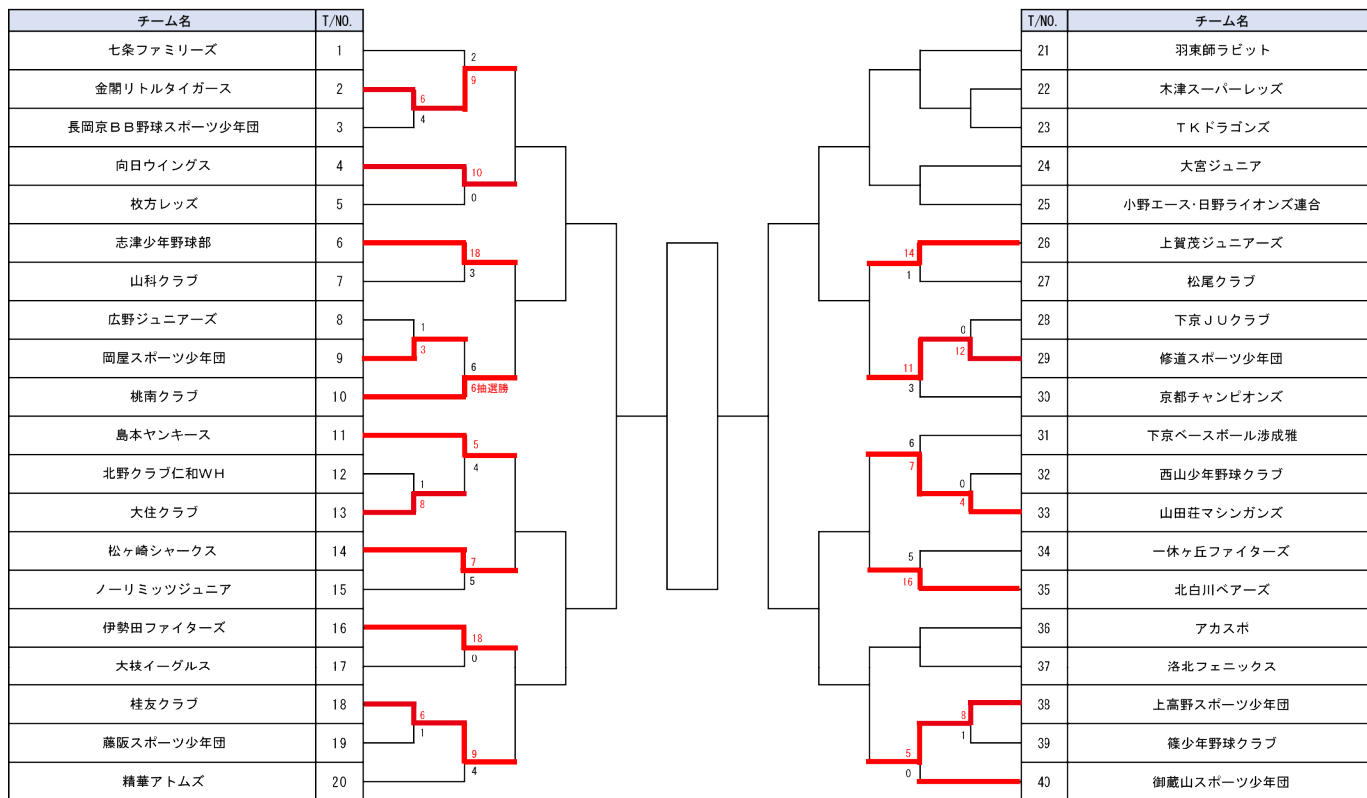 チーム名 T/NO.
七条ファミリーズ 1
金閣リトルタイガース 2
長岡京BB野球スポーツ少年団 3
向日ウイングス 4
枚方レッズ 5
志津少年野球部 6
山科クラブ 7
広野ジュニアーズ 8
岡屋スポーツ少年団 9
桃南クラブ 10
島本ヤンキース 11
北野クラブ仁和WH 12
大住クラブ 13
松ヶ崎シャークス 14
ノーリミッツジュニア 15
伊勢田ファイターズ 16
大枝イーグルス 17
桂友クラブ 18
藤阪スポーツ少年団 19
精華アトムズ 20
2
9
6
4
10
0
18
3
1
3
6
6抽選勝
5
4
1
8
7
5
18
0
6
1
9
4
14
1
0
12
11
3
6
7
0
4
5
16
8
1
5
0
T/NO. チーム名
21 羽東師ラビット
22 木津スーパーレッズ
23 TKドラゴンズ
24 大宮ジュニア
25 小野エース・日野ライオンズ連合
26 上賀茂ジュニアーズ
27 松尾クラブ
28 下京JUクラブ
29 修道スポーツ少年団
30 京都チャンピオンズ
31 下京ベースボール渉成雅
32 西山少年野球クラブ
33 山田荘マシンガンズ
34 一休ヶ丘ファイターズ
35 北白川ベアーズ
36 アカスポ
37 洛北フェニックス
38 上高野スポーツ少年団
39 篠少年野球クラブ
40 御蔵山スポーツ少年団